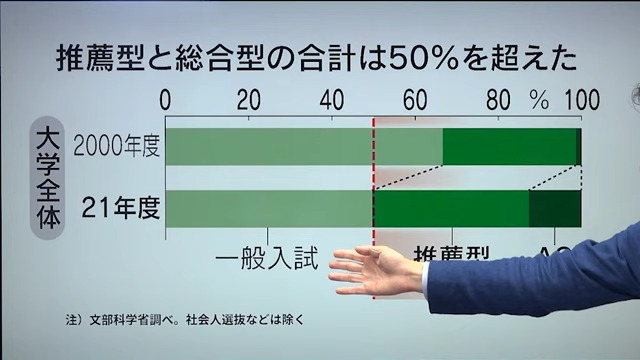 推薦型と総合型の合計は50%を超えた
0 20 40 60 80 % 100
大学全体
2000年度
21年度
一般入試 推薦型
注）文部科学省調べ。社会人選抜などは除く